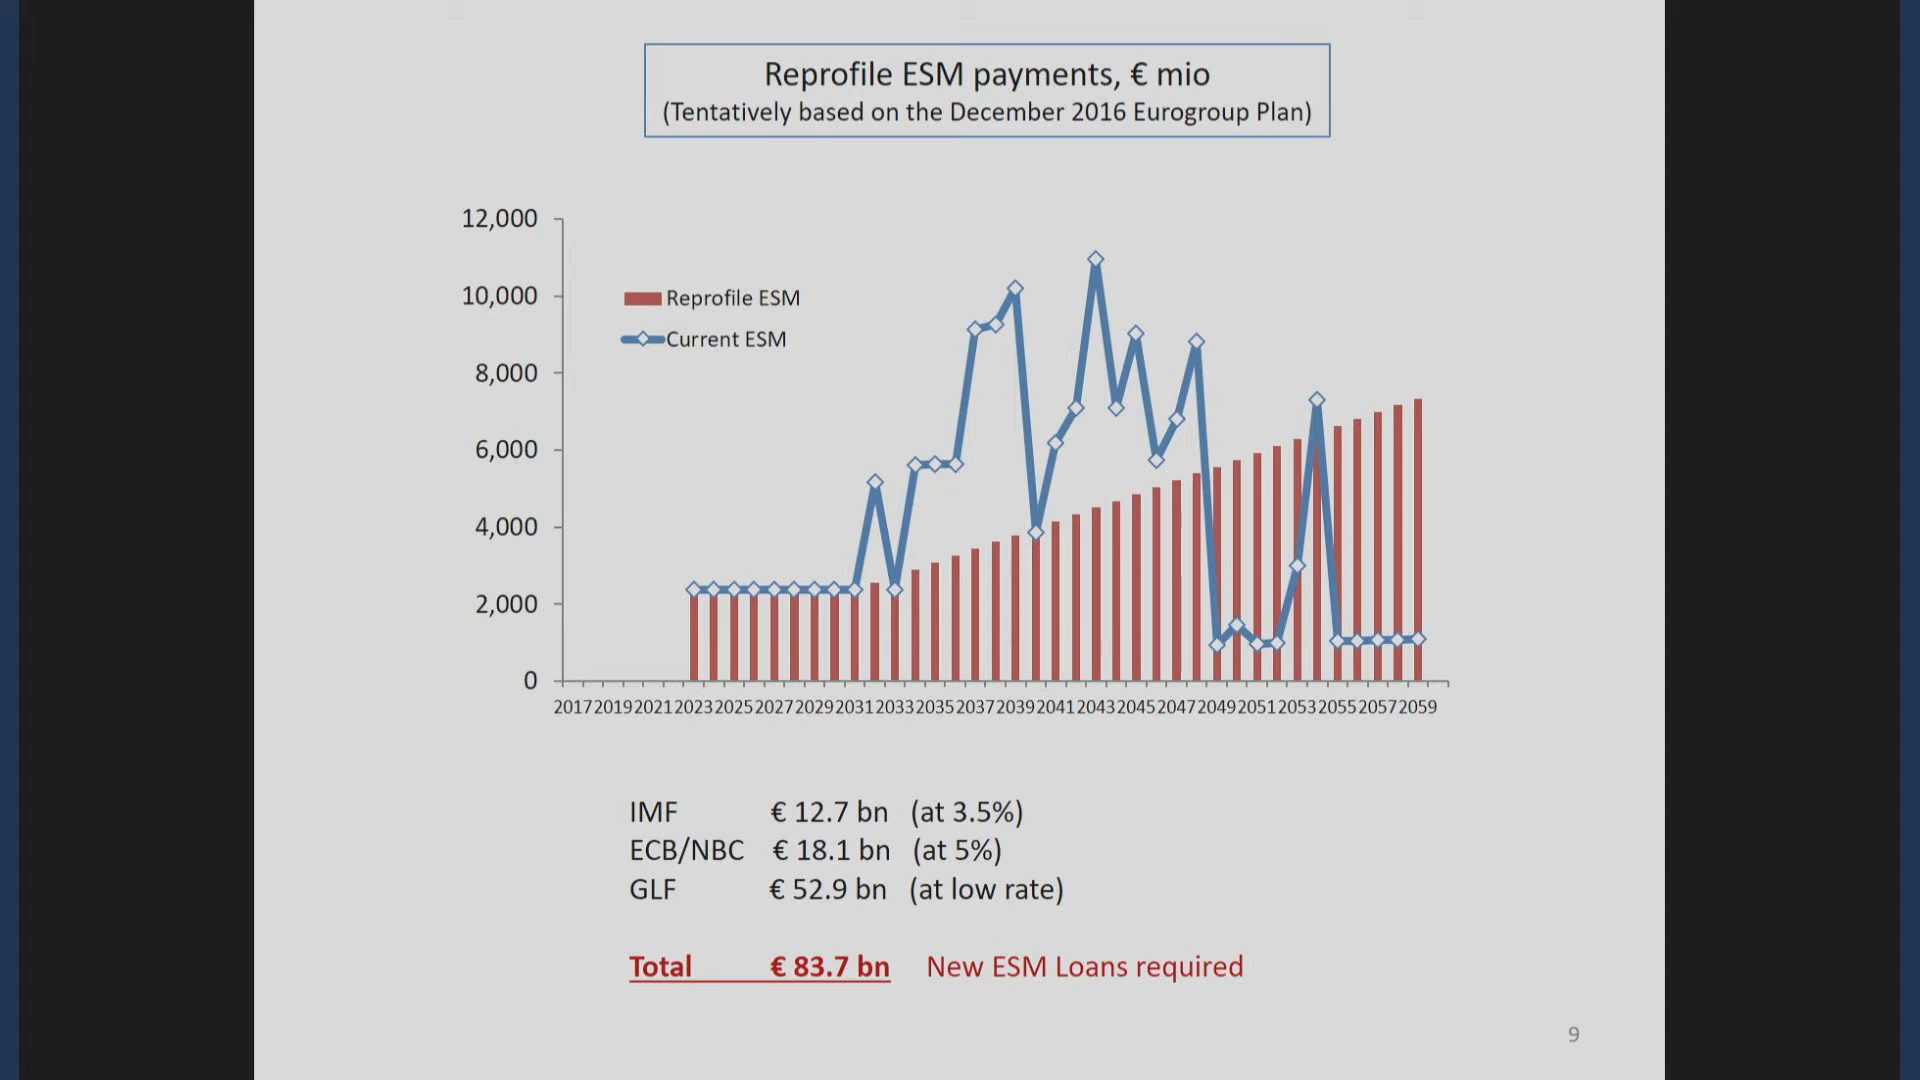 Reprofile ESM payments, € mio
(Tentatively based on the December 2016 Eurogroup Plan)
12,000
10,000
8,000
6,000
4,000
2,000
0
Reprofile ESM
Current ESM
2017 2019 2021 2023 2025 2027 2029 2031 2033 2035 2037 2039 2041 2043 2045 2047 2049 2051 2053 2055 2057 2059
IMF € 12.7 bn (at 3.5%)
ECB/NBC € 18.1 bn (at 5%)
GLF € 52.9 bn (at low rate)
Total € 83.7 bn New ESM Loans required
9